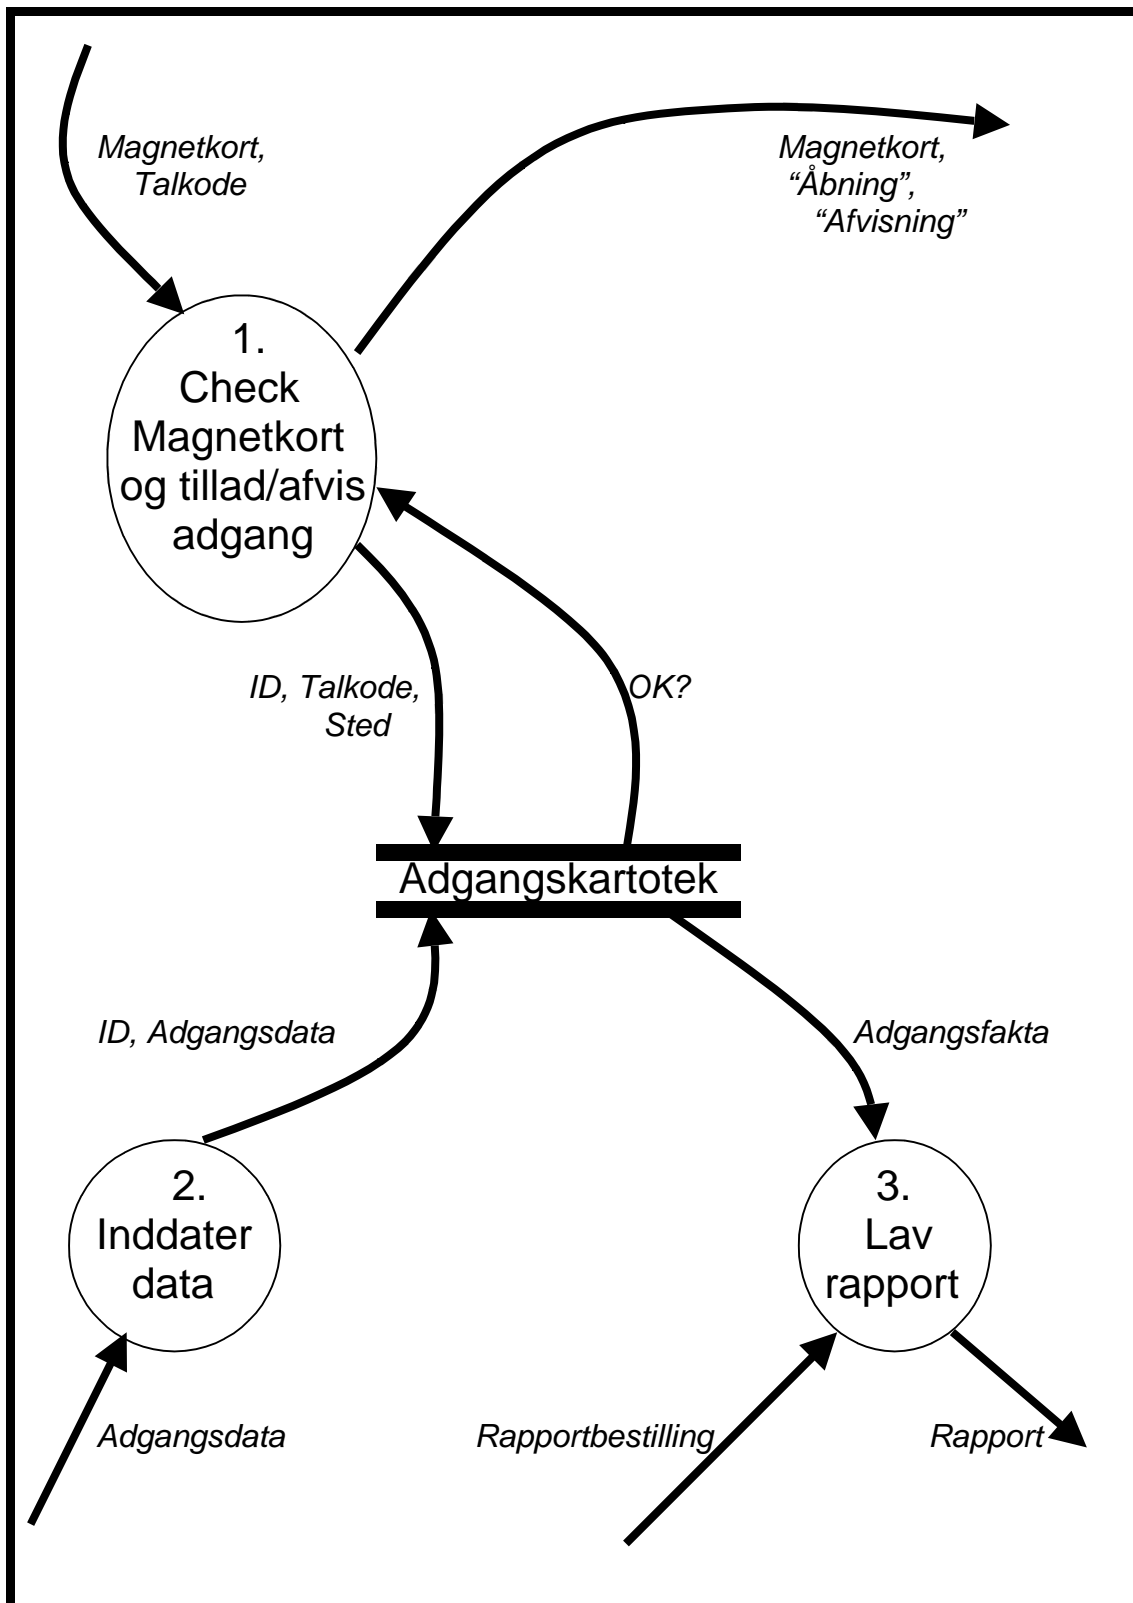 Magnetkort,
Talkode
Magnetkort,
“Åbning”,
“Afvisning”
1.
Check
Magnetkort
og tillad/afvis
adgang
ID, Talkode,
Sted
OK?
Adgangskartotek
ID, Adgangsdata
Adgangsfakta
2.
Inddater
data
3.
Lav
rapport
Adgangsdata
Rapportbestilling
Rapport